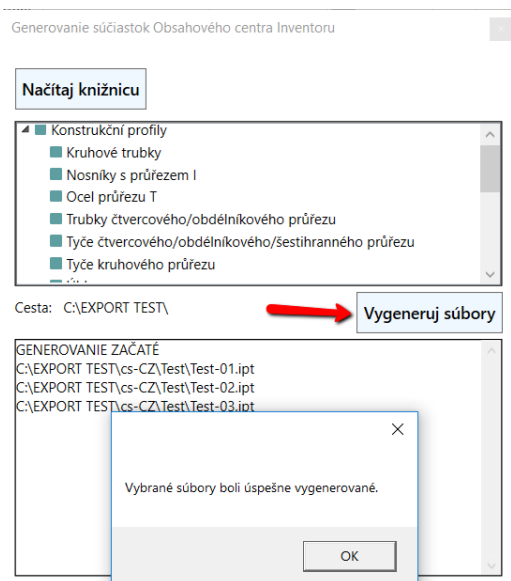 Generovanie súčiastok Obsahového centra Inventoru
Načítaj knižnicu
Konstrukční profily
Kruhové trubky
Nosníky s průřezem I
Ocel průřezu T
Trubky čtvercového/obdélníkového průřezu
Tyče čtvercového/obdélníkového/šestihranného průřezu
Tyče kruhového průřezu
Cesta: C:\EXPORT TEST\
Vygeneruj súbory
GENEROVANIE ZAČATÉ
C:\EXPORT TEST\cs-CZ\Test\Test-01.ipt
C:\EXPORT TEST\cs-CZ\Test\Test-02.ipt
C:\EXPORT TEST\cs-CZ\Test\Test-03.ipt
Vybrané súbory boli úspešne vygenerované.
OK